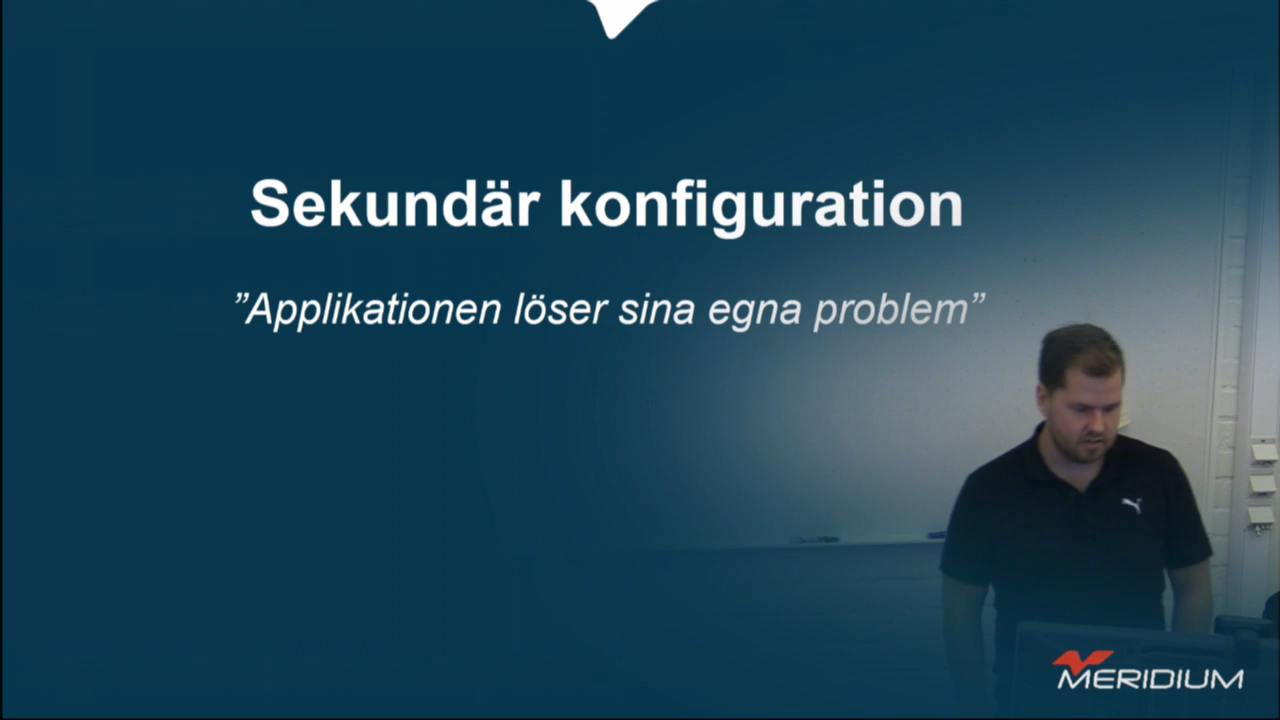 Sekundär konfiguration
”Applikationen löser sina egna problem”
MERIDIUM